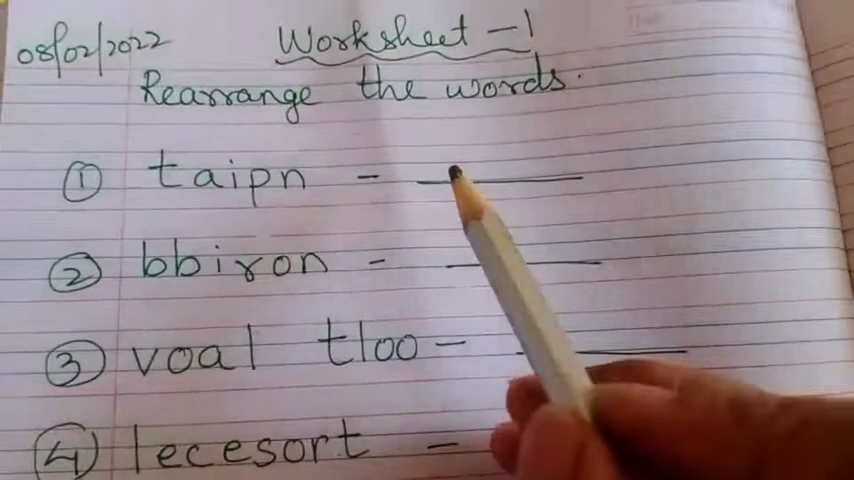 08/02/2022 Worksheet - 1
Rearrange the words.
① taipn -
② bbiron -
③ voal tloo -
④ lecesort -